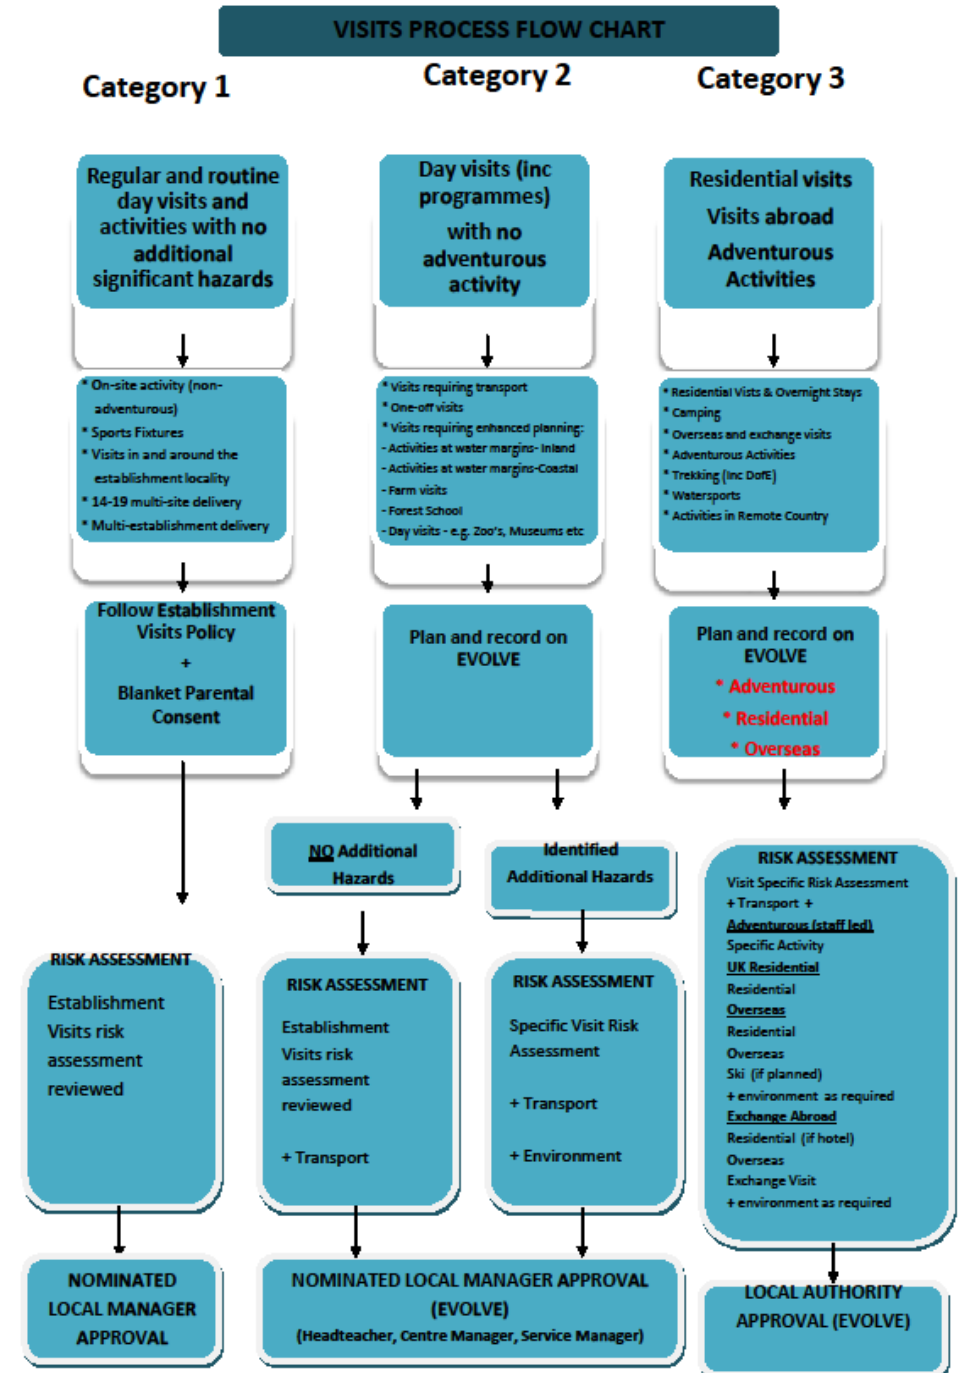 VISITS PROCESS FLOW CHART
Category 1
Category 2
Category 3
Regular and routine
day visits and
activities with no
additional
significant hazards
Day visits (inc
programmes)
with no
adventurous
activity
Residential visits
Visits abroad
Adventurous
Activities
* On-site activity (non-
adventurous)
* Sports Fixtures
* Visits in and around the
establishment locality
* 14-19 multi-site delivery
* Multi-establishment delivery
* Visits requiring transport
* One-off visits
* Visits requiring enhanced planning:
- Activities at water margins- Inland
- Activities at water margins-Coastal
- Farm visits
- Forest School
- Day visits - e.g. Zoo's, Museums etc
* Residential Vists & Overnight Stays
* Camping
* Overseas and exchange visits
* Adventurous Activities
* Trekking (Inc DofE)
* Watersports
* Activities in Remote Country
Follow Establishment
Visits Policy
+
Blanket Parental
Consent
Plan and record on
EVOLVE
Plan and record on
EVOLVE
* Adventurous
* Residential
* Overseas
NO Additional
Hazards
Identified
Additional Hazards
RISK ASSESSMENT
Establishment
Visits risk
assessment
reviewed
RISK ASSESSMENT
Establishment
Visits risk
assessment
reviewed
+ Transport
RISK ASSESSMENT
Specific Visit Risk
Assessment
+ Transport
+ Environment
RISK ASSESSMENT
Visit Specific Risk Assessment
+ Transport +
Adventurous (staff led)
Specific Activity
UK Residential
Residential
Overseas
Residential
Overseas
Ski (if planned)
+ environment as required
Exchange Abroad
Residential (if hotel)
Overseas
Exchange Visit
+ environment as required
NOMINATED
LOCAL MANAGER
APPROVAL
NOMINATED LOCAL MANAGER APPROVAL
(EVOLVE)
(Headteacher, Centre Manager, Service Manager)
LOCAL AUTHORITY
APPROVAL (EVOLVE)